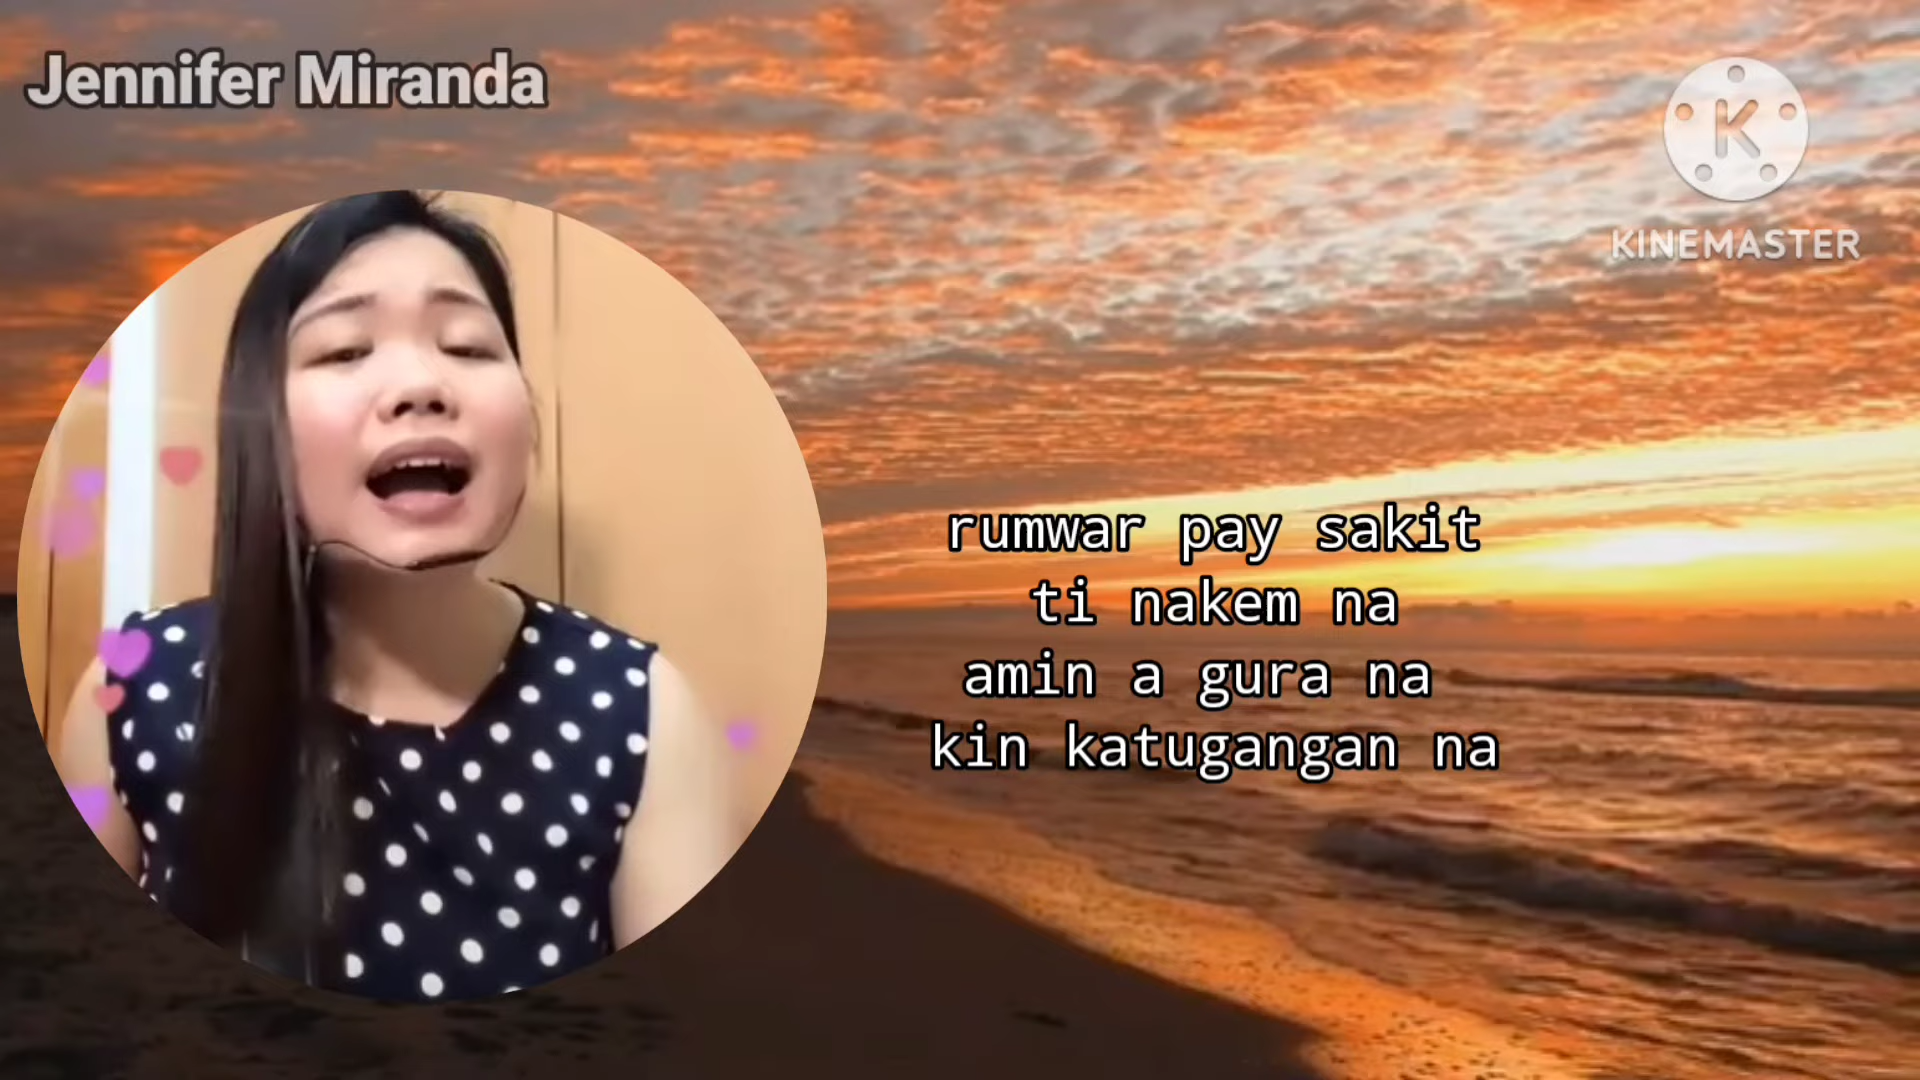 Jennifer Miranda
K
KINEMASTER
rumwar pay sakit
ti nakem na
amin a gura na
kin katugangan na